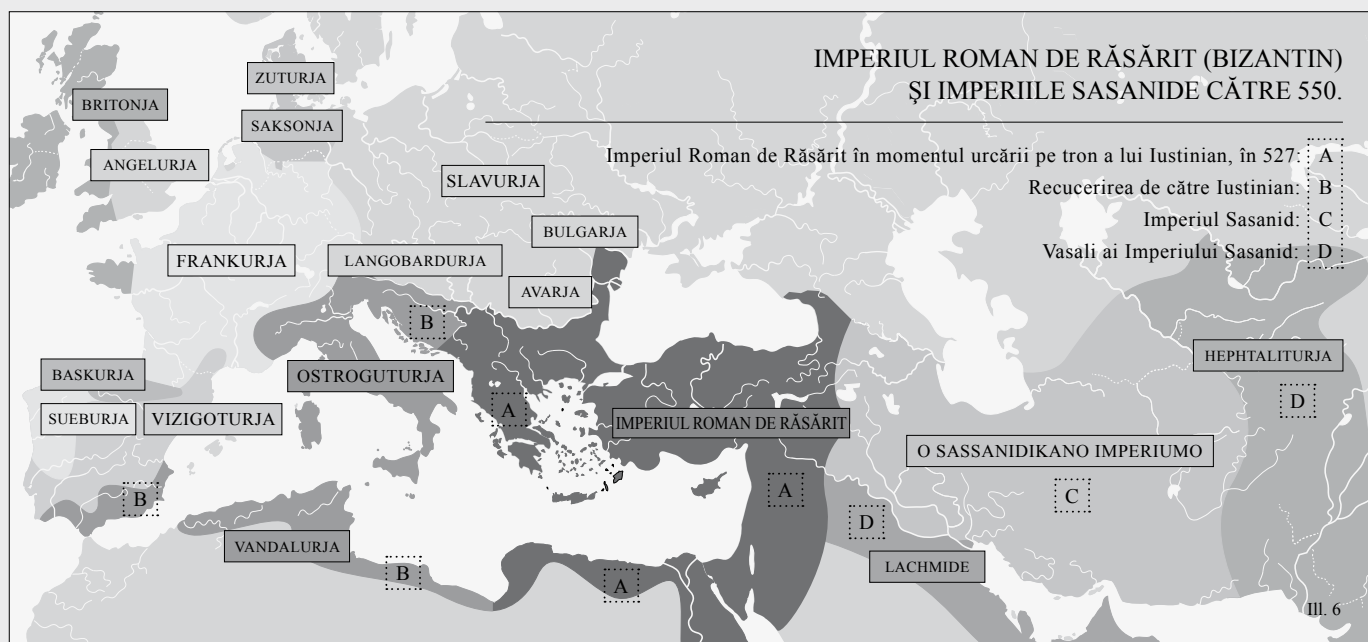 IMPERIUL ROMAN DE RĂSĂRIT (BIZANTIN)
ŞI IMPERIILE SASANIDE CĂTRE 550.
Imperiul Roman de Răsărit în momentul urcării pe tron a lui Iustinian, în 527: A
Recucerirea de către Iustinian: B
Imperiul Sasanid: C
Vasali ai Imperiului Sasanid: D
ZUTURJA
BRITONJA
SAKSONJA
ANGELURJA
SLAVURJA
BULGARJA
FRANKURJA
LANGOBARDURJA
AVARJA
B
HEPHTALITURJA
BASKURJA
OSTROGUTURJA
D
SUEBURJA
VIZIGOTURJA
A
IMPERIUL ROMAN DE RĂSĂRIT
O SASSANIDIKANO IMPERIUMO
B
A
C
D
VANDALURJA
B
A
LACHMIDE
Ill. 6